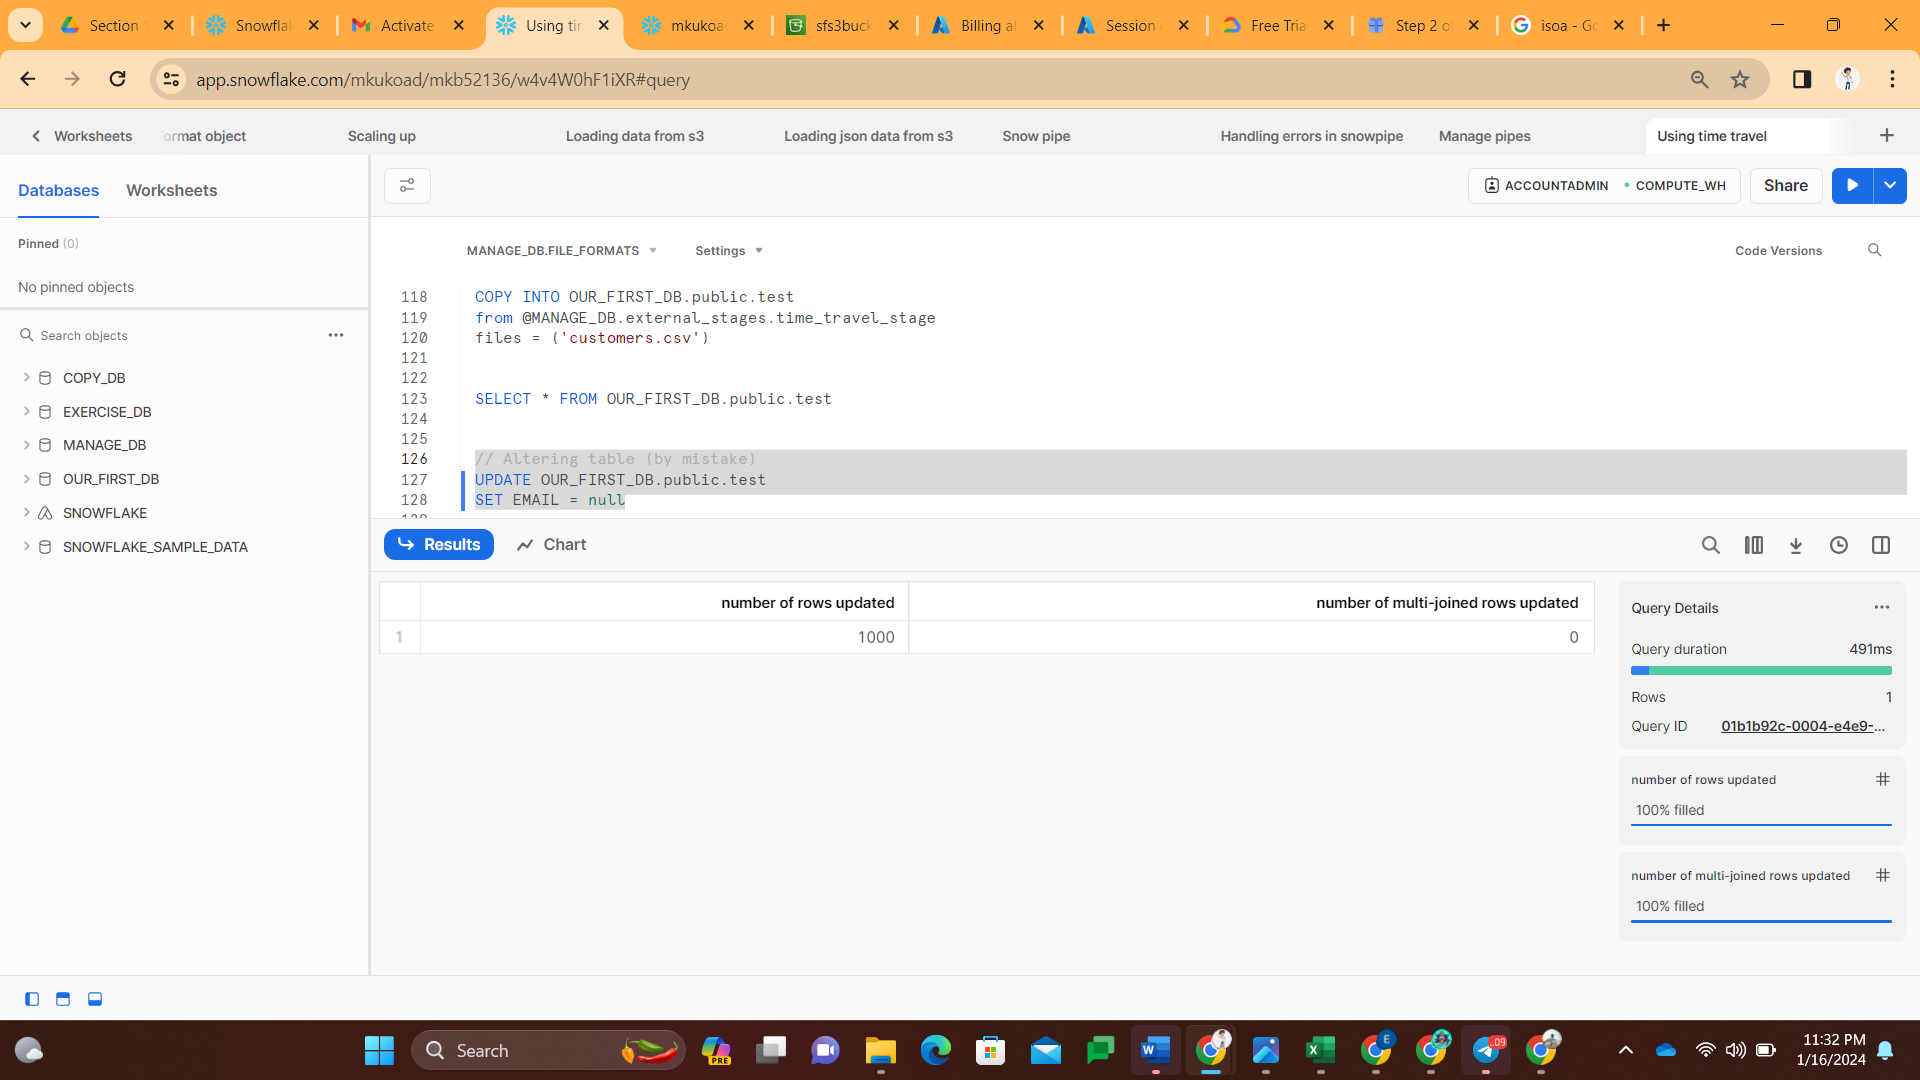 Section 1
Snowflak
Activate
Using tim
mkukoad
sfs3buck
Billing al
Session
Free Tria
Step 2 o
isoa - Go
app.snowflake.com/mkukoad/mkb52136/w4v4W0hF1iXR#query
Worksheets
ormat object
Scaling up
Loading data from s3
Loading json data from s3
Snow pipe
Handling errors in snowpipe
Manage pipes
Using time travel
Databases
Worksheets
ACCOUNTADMIN
COMPUTE_WH
Share
Pinned (0)
No pinned objects
Search objects
COPY_DB
EXERCISE_DB
MANAGE_DB
OUR_FIRST_DB
SNOWFLAKE
SNOWFLAKE_SAMPLE_DATA
MANAGE_DB.FILE_FORMATS
Settings
Code Versions
118 COPY INTO OUR_FIRST_DB.public.test
119 from @MANAGE_DB.external_stages.time_travel_stage
120 files = ('customers.csv')
121
122
123 SELECT * FROM OUR_FIRST_DB.public.test
124
125
126 // Altering table (by mistake)
127 UPDATE OUR_FIRST_DB.public.test
128 SET EMAIL = null
Results
Chart
number of rows updated
number of multi-joined rows updated
1
1000
0
Query Details
Query duration 491ms
Rows 1
Query ID 01b1b92c-0004-e4e9-...
number of rows updated
100% filled
number of multi-joined rows updated
100% filled
Search
PRE
E
.09
11:32 PM
1/16/2024